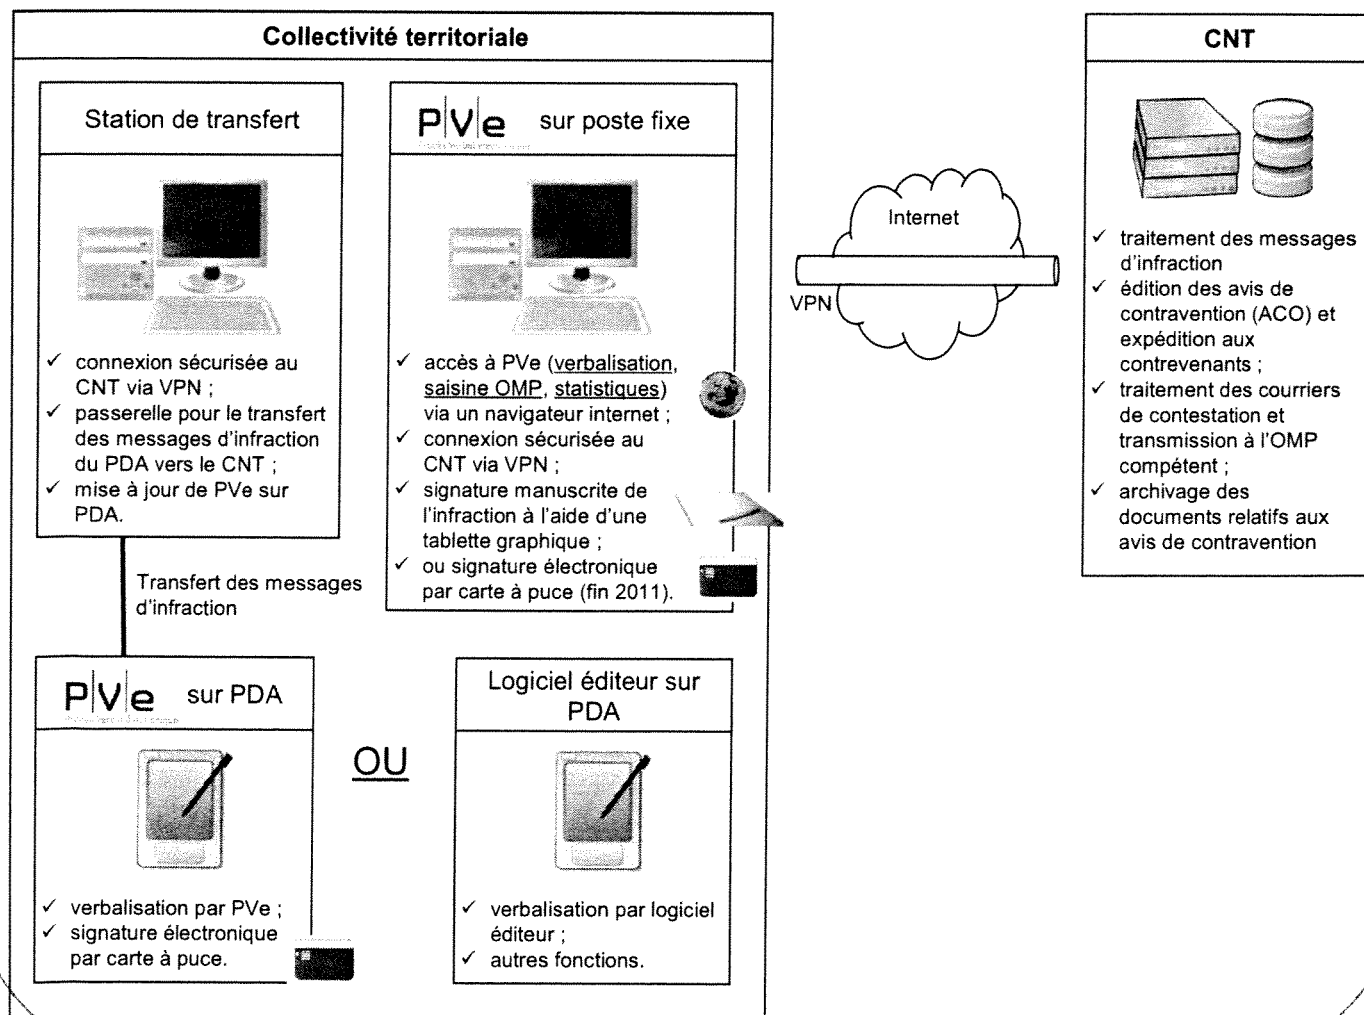 Collectivité territoriale
Station de transfert
✓ connexion sécurisée au
CNT via VPN ;
✓ passerelle pour le transfert
des messages d'infraction
du PDA vers le CNT ;
✓ mise à jour de PVe sur
PDA.
PVe sur poste fixe
✓ accès à PVe (verbalisation,
saisine OMP, statistiques)
via un navigateur internet ;
✓ connexion sécurisée au
CNT via VPN ;
✓ signature manuscrite de
l'infraction à l'aide d'une
tablette graphique ;
✓ ou signature électronique
par carte à puce (fin 2011).
Transfert des messages
d'infraction
PVe sur PDA
✓ verbalisation par PVe ;
✓ signature électronique
par carte à puce.
OU
Logiciel éditeur sur
PDA
✓ verbalisation par logiciel
éditeur ;
✓ autres fonctions.
Internet
VPN
CNT
✓ traitement des messages
d'infraction
✓ édition des avis de
contravention (ACO) et
expédition aux
contrevenants ;
✓ traitement des courriers
de contestation et
transmission à l'OMP
compétent ;
✓ archivage des
documents relatifs aux
avis de contravention